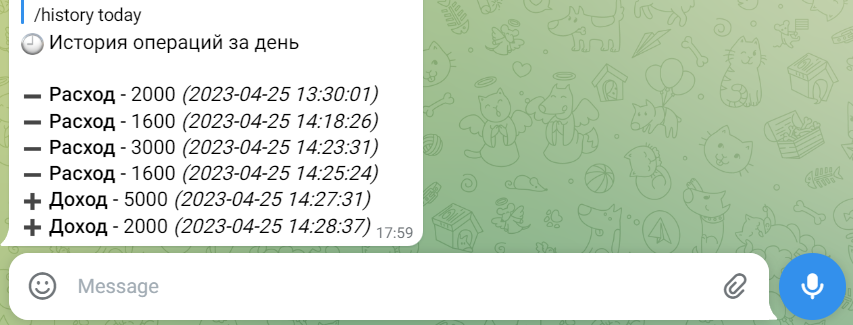 /history today
🕘 История операций за день
➖ Расход - 2000 (2023-04-25 13:30:01)
➖ Расход - 1600 (2023-04-25 14:18:26)
➖ Расход - 3000 (2023-04-25 14:23:31)
➖ Расход - 1600 (2023-04-25 14:25:24)
➕ Доход - 5000 (2023-04-25 14:27:31)
➕ Доход - 2000 (2023-04-25 14:28:37) 17:59
Message